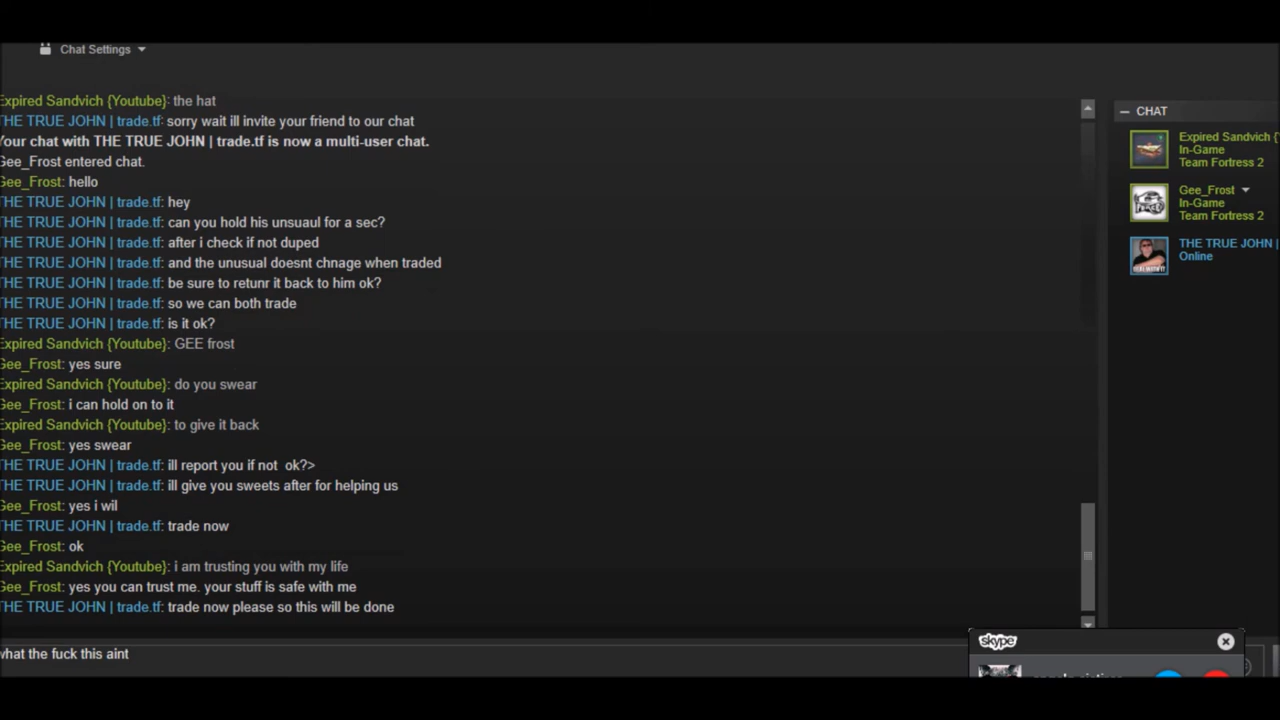 Chat Settings
Expired Sandvich {Youtube}: the hat
THE TRUE JOHN | trade.tf: sorry wait ill invite your friend to our chat
Your chat with THE TRUE JOHN | trade.tf is now a multi-user chat.
Gee_Frost entered chat.
Gee_Frost: hello
THE TRUE JOHN | trade.tf: hey
THE TRUE JOHN | trade.tf: can you hold his unsuaul for a sec?
THE TRUE JOHN | trade.tf: after i check if not duped
THE TRUE JOHN | trade.tf: and the unusual doesnt chnage when traded
THE TRUE JOHN | trade.tf: be sure to retunr it back to him ok?
THE TRUE JOHN | trade.tf: so we can both trade
THE TRUE JOHN | trade.tf: is it ok?
Expired Sandvich {Youtube}: GEE frost
Gee_Frost: yes sure
Expired Sandvich {Youtube}: do you swear
Gee_Frost: i can hold on to it
Expired Sandvich {Youtube}: to give it back
Gee_Frost: yes swear
THE TRUE JOHN | trade.tf: ill report you if not  ok?>
THE TRUE JOHN | trade.tf: ill give you sweets after for helping us
Gee_Frost: yes i wil
THE TRUE JOHN | trade.tf: trade now
Gee_Frost: ok
Expired Sandvich {Youtube}: i am trusting you with my life
Gee_Frost: yes you can trust me. your stuff is safe with me
THE TRUE JOHN | trade.tf: trade now please so this will be done
what the fuck this aint
CHAT
Expired Sandvich {
In-Game
Team Fortress 2
Gee_Frost
In-Game
Team Fortress 2
THE TRUE JOHN |
Online
skype